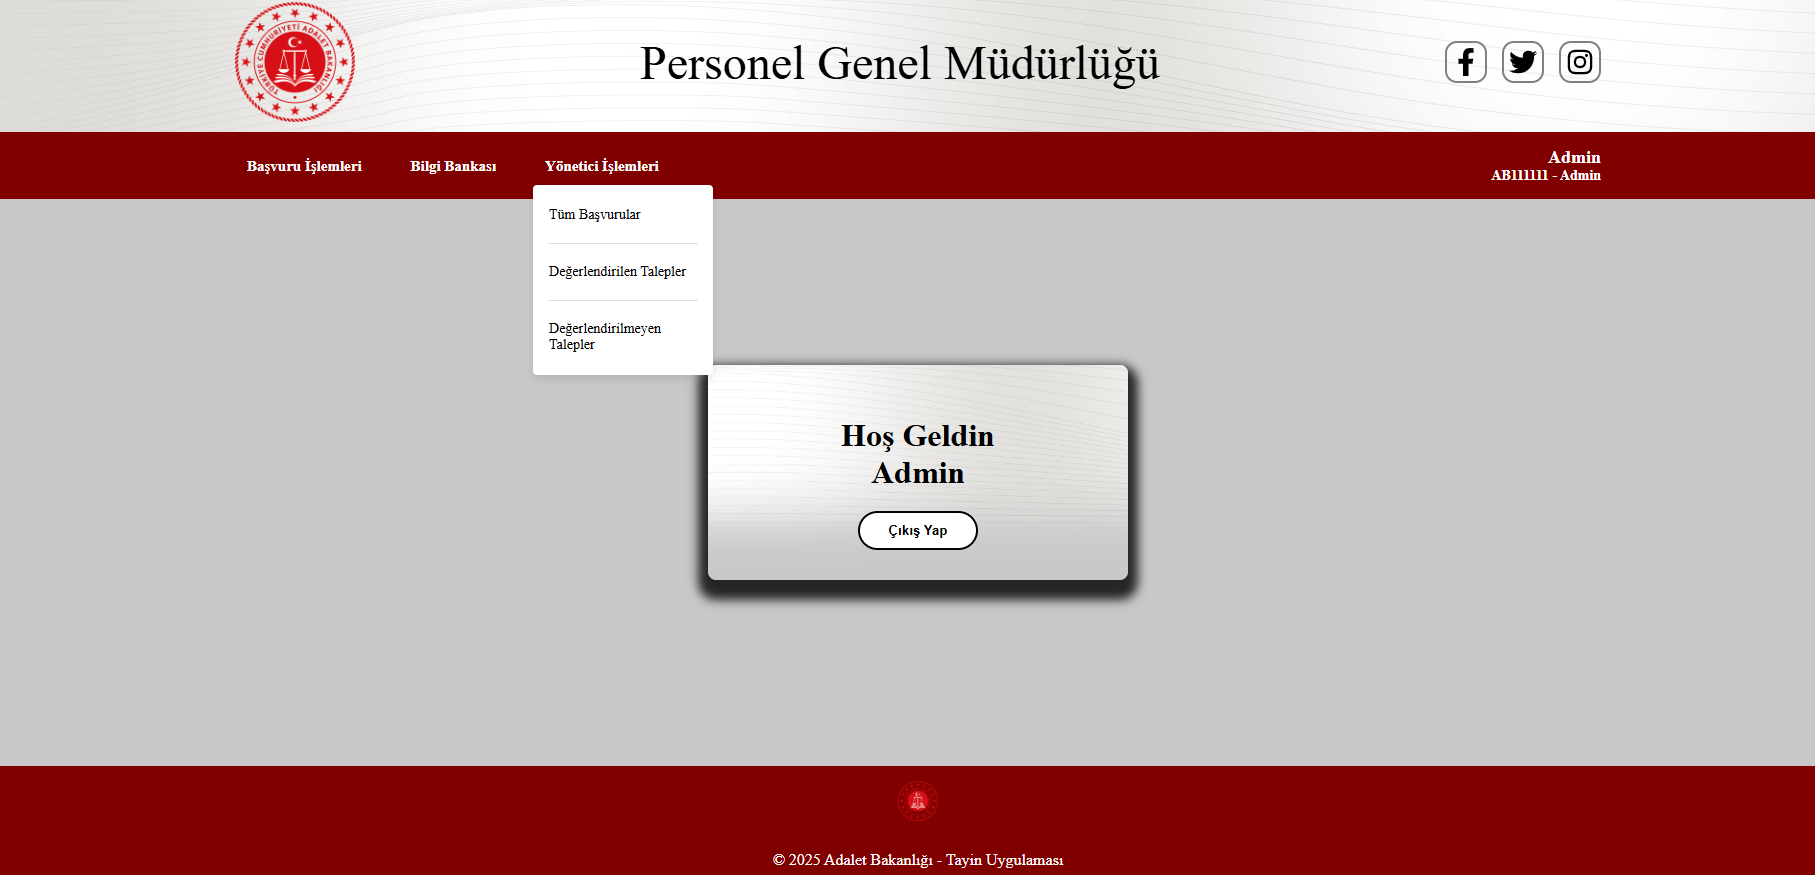 TÜRKİYE CUMHURİYETİ ADALET BAKANLIĞI
Personel Genel Müdürlüğü
Başvuru İşlemleri
Bilgi Bankası
Yönetici İşlemleri
Admin
AB111111 - Admin
Tüm Başvurular
Değerlendirilen Talepler
Değerlendirilmeyen
Talepler
Hoş Geldin
Admin
Çıkış Yap
© 2025 Adalet Bakanlığı - Tayin Uygulaması